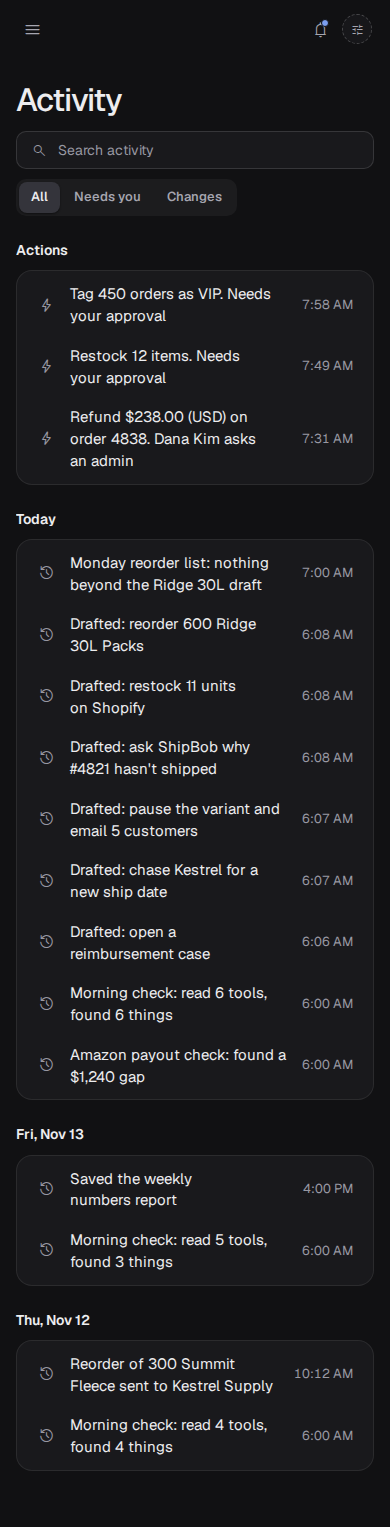 Activity
Search activity
All Needs you Changes
Actions
Tag 450 orders as VIP. Needs
your approval
7:58 AM
Restock 12 items. Needs
your approval
7:49 AM
Refund $238.00 (USD) on
order 4838. Dana Kim asks
an admin
7:31 AM
Today
Monday reorder list: nothing
beyond the Ridge 30L draft
7:00 AM
Drafted: reorder 600 Ridge
30L Packs
6:08 AM
Drafted: restock 11 units
on Shopify
6:08 AM
Drafted: ask ShipBob why
#4821 hasn't shipped
6:08 AM
Drafted: pause the variant and
email 5 customers
6:07 AM
Drafted: chase Kestrel for a
new ship date
6:07 AM
Drafted: open a
reimbursement case
6:06 AM
Morning check: read 6 tools,
found 6 things
6:00 AM
Amazon payout check: found a
$1,240 gap
6:00 AM
Fri, Nov 13
Saved the weekly
numbers report
4:00 PM
Morning check: read 5 tools,
found 3 things
6:00 AM
Thu, Nov 12
Reorder of 300 Summit
Fleece sent to Kestrel Supply
10:12 AM
Morning check: read 4 tools,
found 4 things
6:00 AM